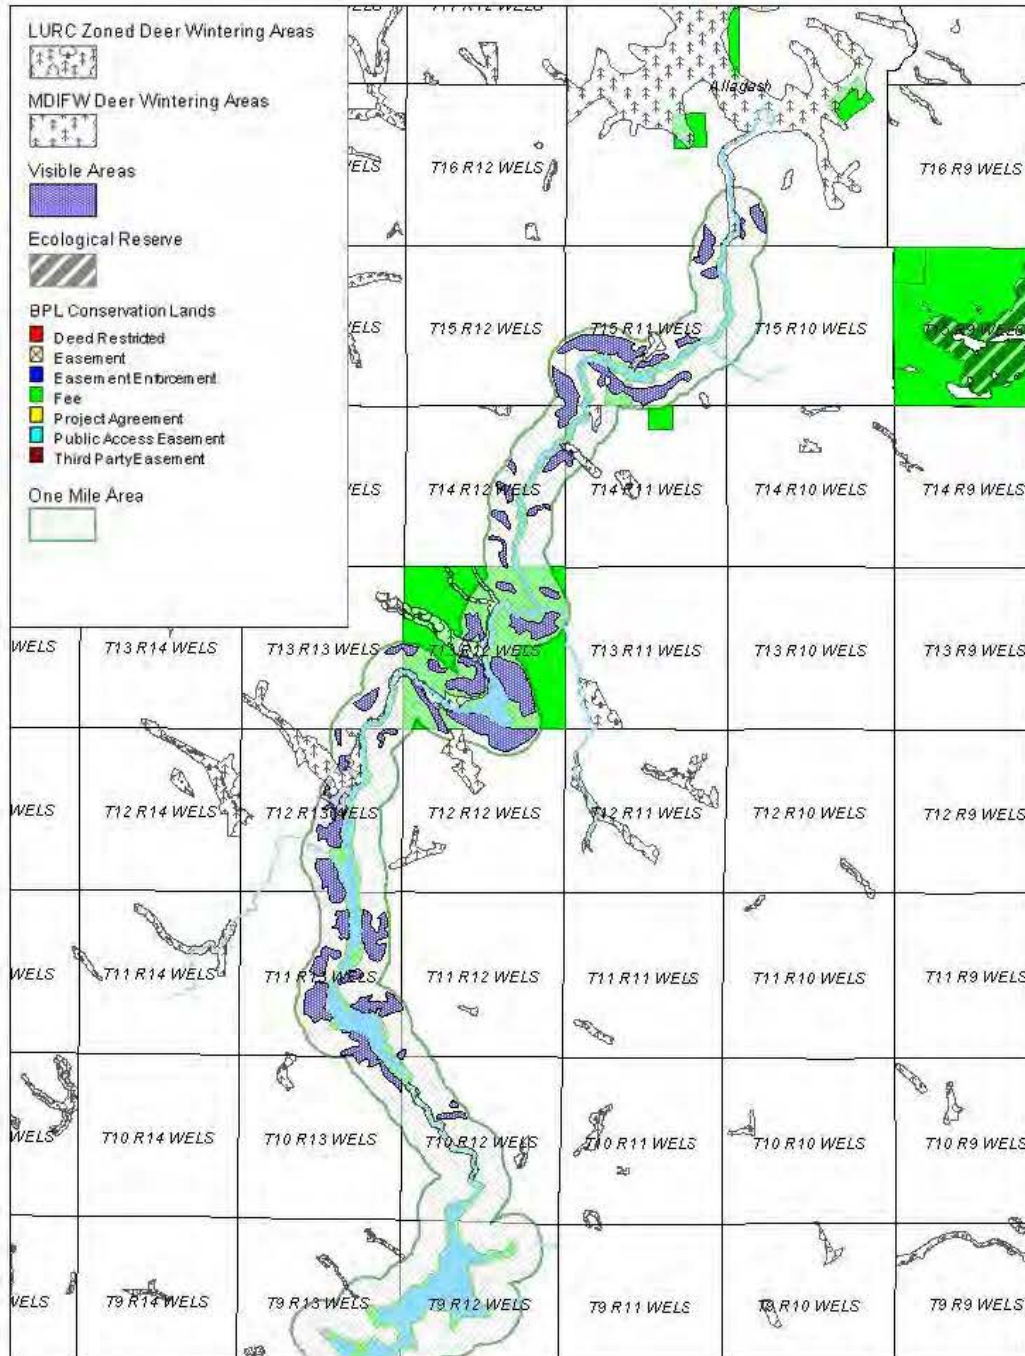 LURC Zoned Deer Wintering Areas
MDIFW Deer Wintering Areas
Visible Areas
Ecological Reserve
BPL Conservation Lands
Deed Restricted
Easement
Easement Enforcement
Fee
Project Agreement
Public Access Easement
Third PartyEasement
One Mile Area
Allagash
ELS T16 R12 WELS T16 R9 WELS
ELS T15 R12 WELS T15 R11 WELS T15 R10 WELS
ELS T14 R12 WELS T14 R11 WELS T14 R10 WELS T14 R9 WELS
WELS T13 R14 WELS T13 R13 WELS T13 R12 WELS T13 R11 WELS T13 R10 WELS T13 R9 WELS
WELS T12 R14 WELS T12 R13 WELS T12 R12 WELS T12 R11 WELS T12 R10 WELS T12 R9 WELS
WELS T11 R14 WELS T11 R13 WELS T11 R12 WELS T11 R11 WELS T11 R10 WELS T11 R9 WELS
WELS T10 R14 WELS T10 R13 WELS T10 R12 WELS T10 R11 WELS T10 R10 WELS T10 R9 WELS
WELS T9 R14 WELS T9 R13 WELS T9 R12 WELS T9 R11 WELS T9 R10 WELS T9 R9 WELS